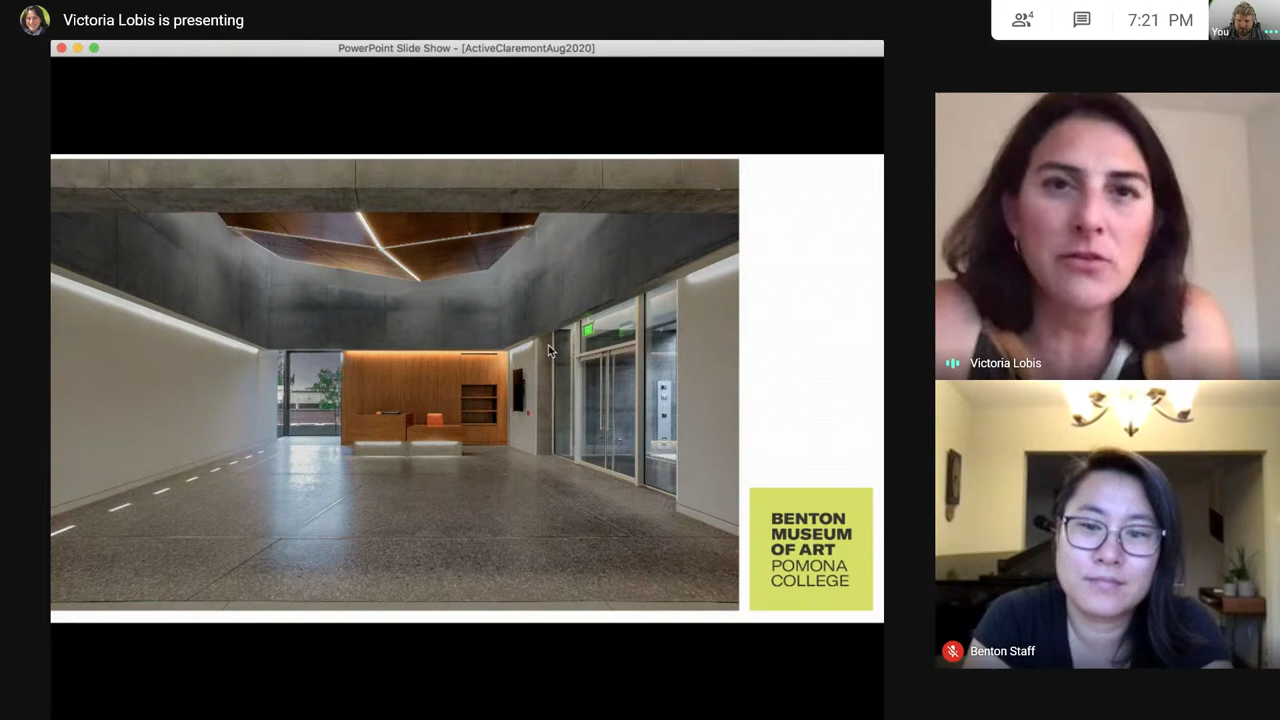 Victoria Lobis is presenting
4
7:21 PM
You
PowerPoint Slide Show - [ActiveClaremontAug2020]
Victoria Lobis
BENTON
MUSEUM
OF ART
POMONA
COLLEGE
Benton Staff